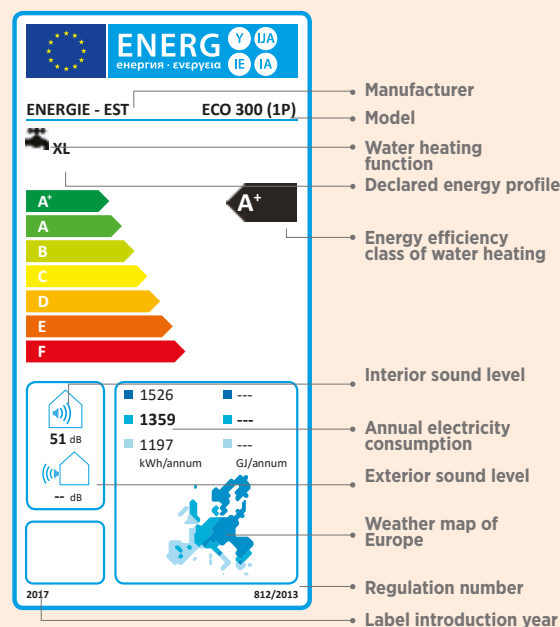 ENERG Y IJA
енергия · ενεργεια IE IA
ENERGIE - EST ECO 300 (1P)
XL
A+
A
B
C
D
E
F
A+
51 dB
-- dB
1526 ---
1359 ---
1197 ---
kWh/annum GJ/annum
2017 812/2013
Manufacturer
Model
Water heating
function
Declared energy profile
Energy efficiency
class of water heating
Interior sound level
Annual electricity
consumption
Exterior sound level
Weather map of
Europe
Regulation number
Label introduction year